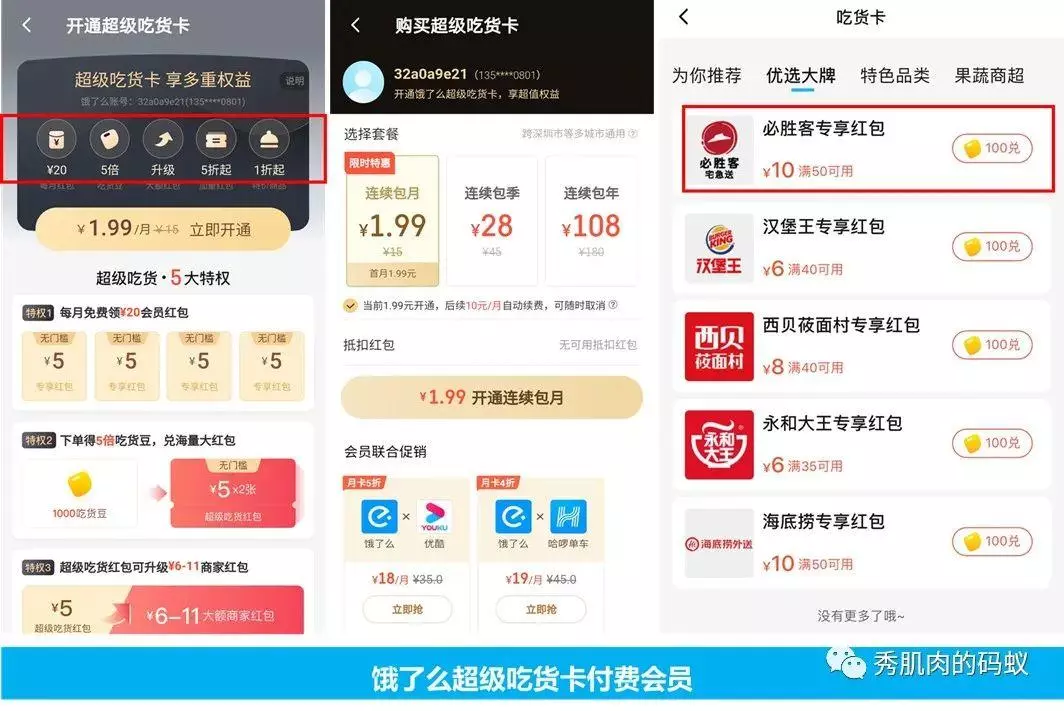 开通超级吃货卡
超级吃货卡 享多重权益
说明
饿了么账号：32a0a9e21(135****0801)
¥20
5倍
升级
5折起
1折起
每月红包
吃货豆
大额红包
加量红包
特价商品
¥1.99/月 ¥15 立即开通
超级吃货·5大特权
特权1 每月免费领¥20会员红包
无门槛
¥5
专享红包
无门槛
¥5
专享红包
无门槛
¥5
专享红包
无门槛
¥5
专享红包
特权2 下单得5倍吃货豆，兑海量大红包
1000吃货豆
无门槛
¥5×2张
超级吃货红包
特权3 超级吃货红包可升级¥6-11商家红包
¥5
超级吃货红包
¥6—11大额商家红包
购买超级吃货卡
32a0a9e21 (135****0801)
开通饿了么超级吃货卡，享超值权益
选择套餐
跨深圳市等多城市通用
限时特惠
连续包月
¥1.99
¥15
首月1.99元
连续包季
¥28
¥45
连续包年
¥108
¥180
当前1.99元开通，后续10元/月自动续费，可随时取消
抵扣红包
无可用抵扣红包
¥1.99 开通连续包月
会员联合促销
月卡5折
×
YOUKU
饿了么
优酷
¥18/月 ¥35.0
立即抢
月卡4折
×
饿了么
哈啰单车
¥19/月 ¥45.0
立即抢
吃货卡
为你推荐
优选大牌
特色品类
果蔬商超
必胜客
宅急送
必胜客专享红包
¥10 满50可用
100兑
BURGER KING
汉堡王
汉堡王专享红包
¥6 满40可用
100兑
西贝
莜面村
西贝莜面村专享红包
¥8 满40可用
100兑
永和
大王
永和大王专享红包
¥6 满35可用
100兑
海底捞外送
海底捞专享红包
¥10 满50可用
100兑
没有更多了哦~
饿了么超级吃货卡付费会员
秀肌肉的码蚁